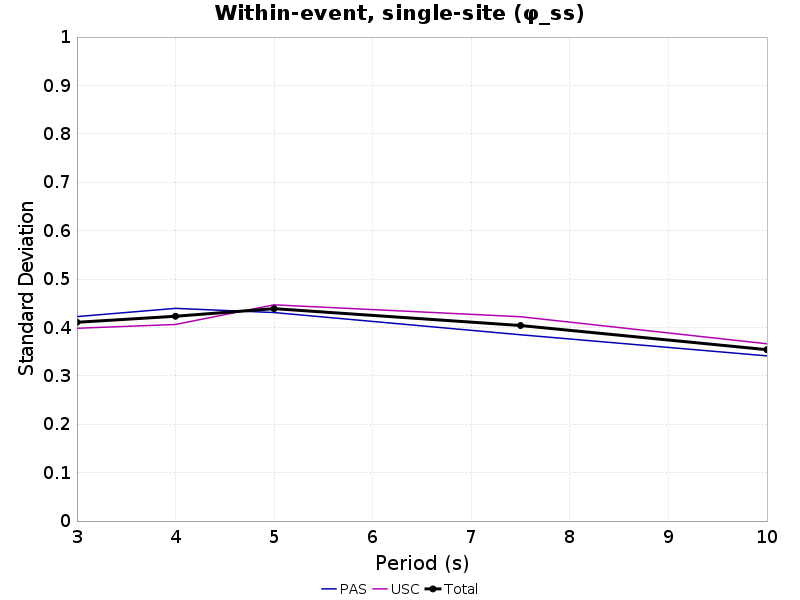 Within-event, single-site (φ_ss)
1
0.9
0.8
0.7
0.6
0.5
0.4
0.3
0.2
0.1
0
Standard Deviation
3 4 5 6 7 8 9 10
Period (s)
PAS USC Total